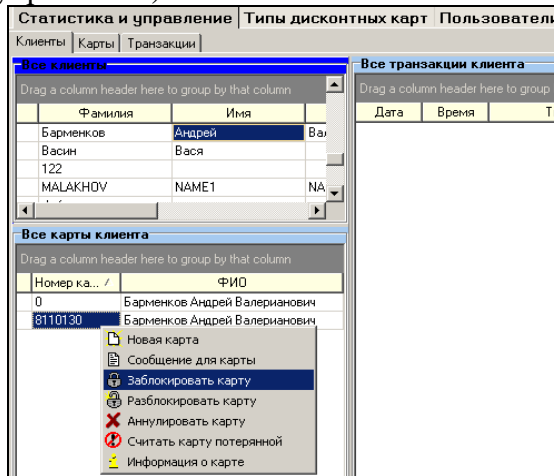 Статистика и управление Типы дисконтных карт Пользователи
Клиенты Карты Транзакции
Все клиенты
Drag a column header here to group by that column
Фамилия Имя
Барменков Андрей Вал
Васин Вася
122
MALAKHOV NAME1 NA
Все карты клиента
Drag a column header here to group by that column
Номер ка... / ФИО
0 Барменков Андрей Валерианович
8110130 Барменков Андрей Валерианович
Новая карта
Сообщение для карты
Заблокировать карту
Разблокировать карту
Аннулировать карту
Считать карту потерянной
Информация о карте
Все транзакции клиента
Drag a column header here to group
Дата Время Т